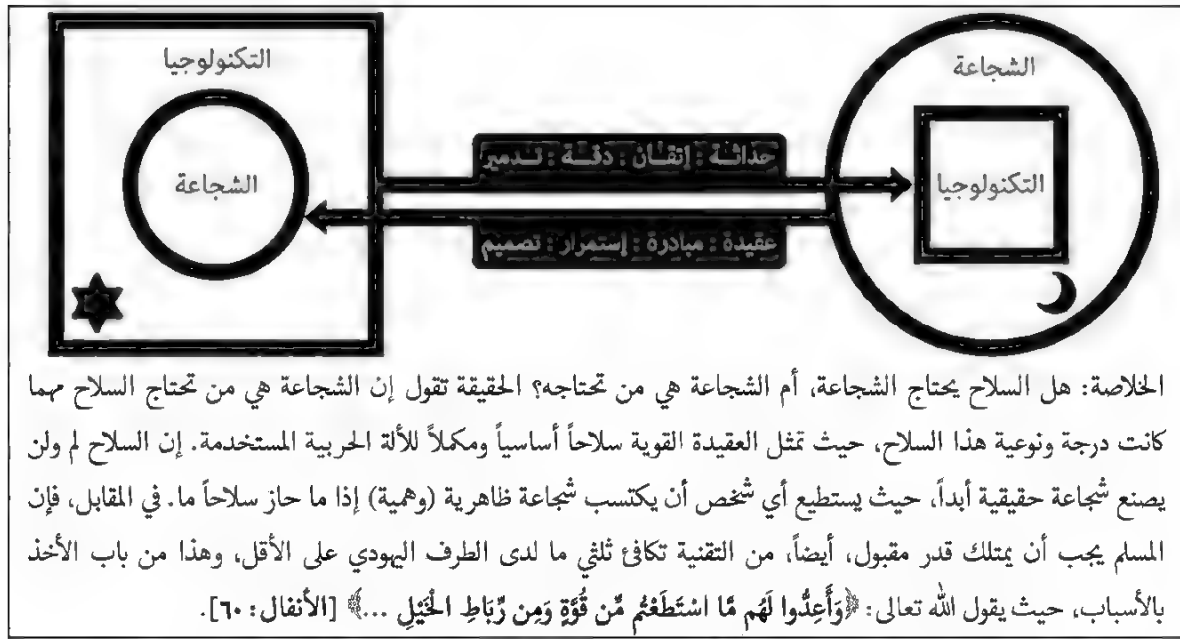 التكنولوجيا
الشجاعة
الشجاعة
التكنولوجيا
حداثة : إتقان : دقة : تدمير
عقيدة : مبادرة : إستمرار : تصميم
الخلاصة: هل السلاح يحتاج الشجاعة، أم الشجاعة هي من تحتاجه؟ الحقيقة تقول إن الشجاعة هي من تحتاج السلاح مهما
كانت درجة ونوعية هذا السلاح، حيث تمثل العقيدة القوية سلاحاً أساسياً ومكملاً للألة الحربية المستخدمة. إن السلاح لم ولن
يصنع شجاعة حقيقية أبداً، حيث يستطيع أي شخص أن يكتسب شجاعة ظاهرية (وهمية) إذا ما حاز سلاحاً ما. في المقابل، فإن
المسلم يجب أن يمتلك قدر مقبول، أيضاً، من التقنية تكافئ ثلثي ما لدى الطرف اليهودي على الأقل، وهذا من باب الأخذ
بالأسباب، حيث يقول الله تعالى: ﴿وَأَعِدُّوا لَهُم مَّا اسْتَطَعْتُم مِّن قُوَّةٍ وَمِن رِّبَاطِ الْخَيْلِ ...﴾ [الأنفال: ٦٠].